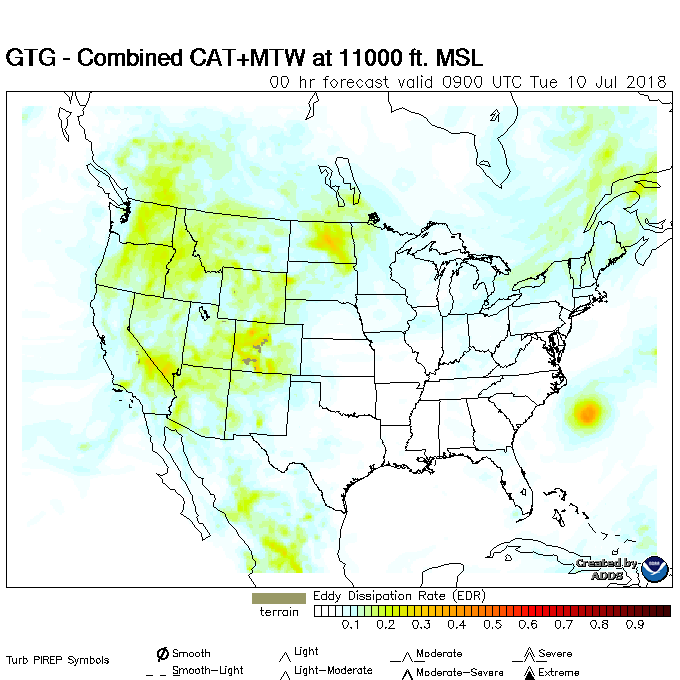 GTG - Combined CAT+MTW at 11000 ft. MSL
00 hr forecast valid 0900 UTC Tue 10 Jul 2018
Created by
ADDS
Eddy Dissipation Rate (EDR)
terrain
0.1 0.2 0.3 0.4 0.5 0.6 0.7 0.8 0.9
Turb PIREP Symbols
Smooth Light Moderate Severe
Smooth-Light Light-Moderate Moderate-Severe Extreme